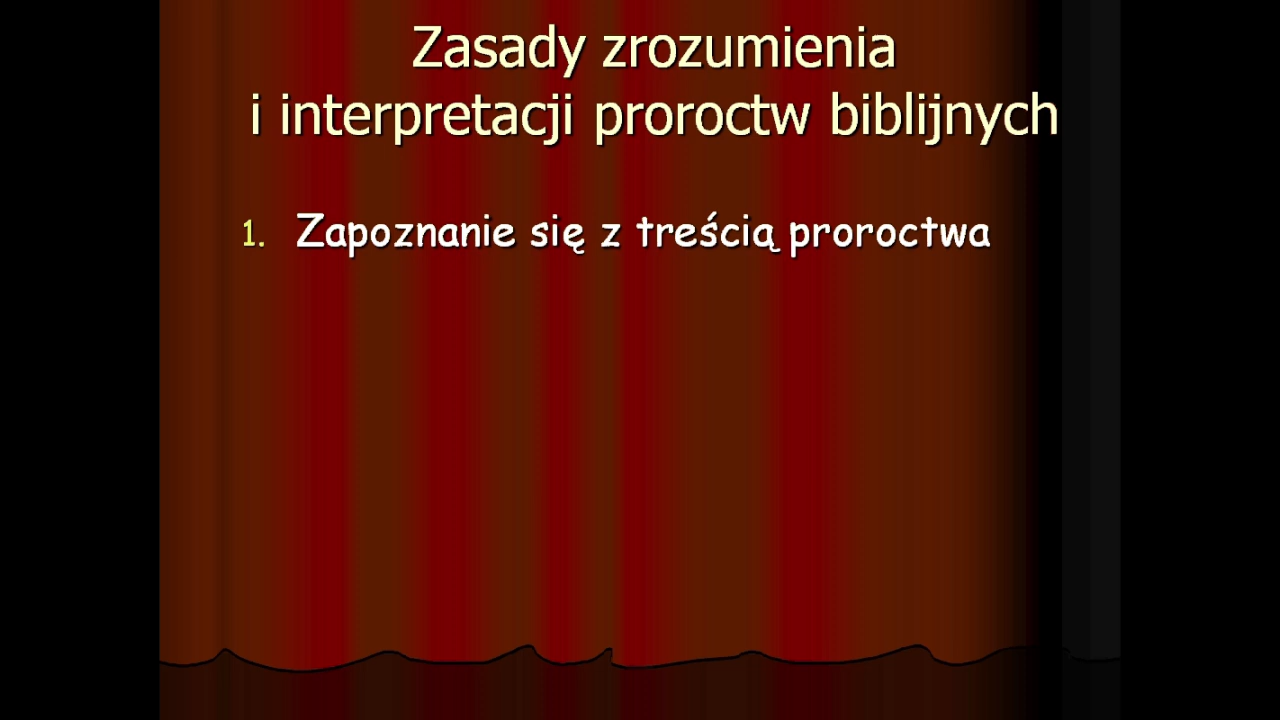 Zasady zrozumienia
i interpretacji proroctw biblijnych
1. Zapoznanie się z treścią proroctwa